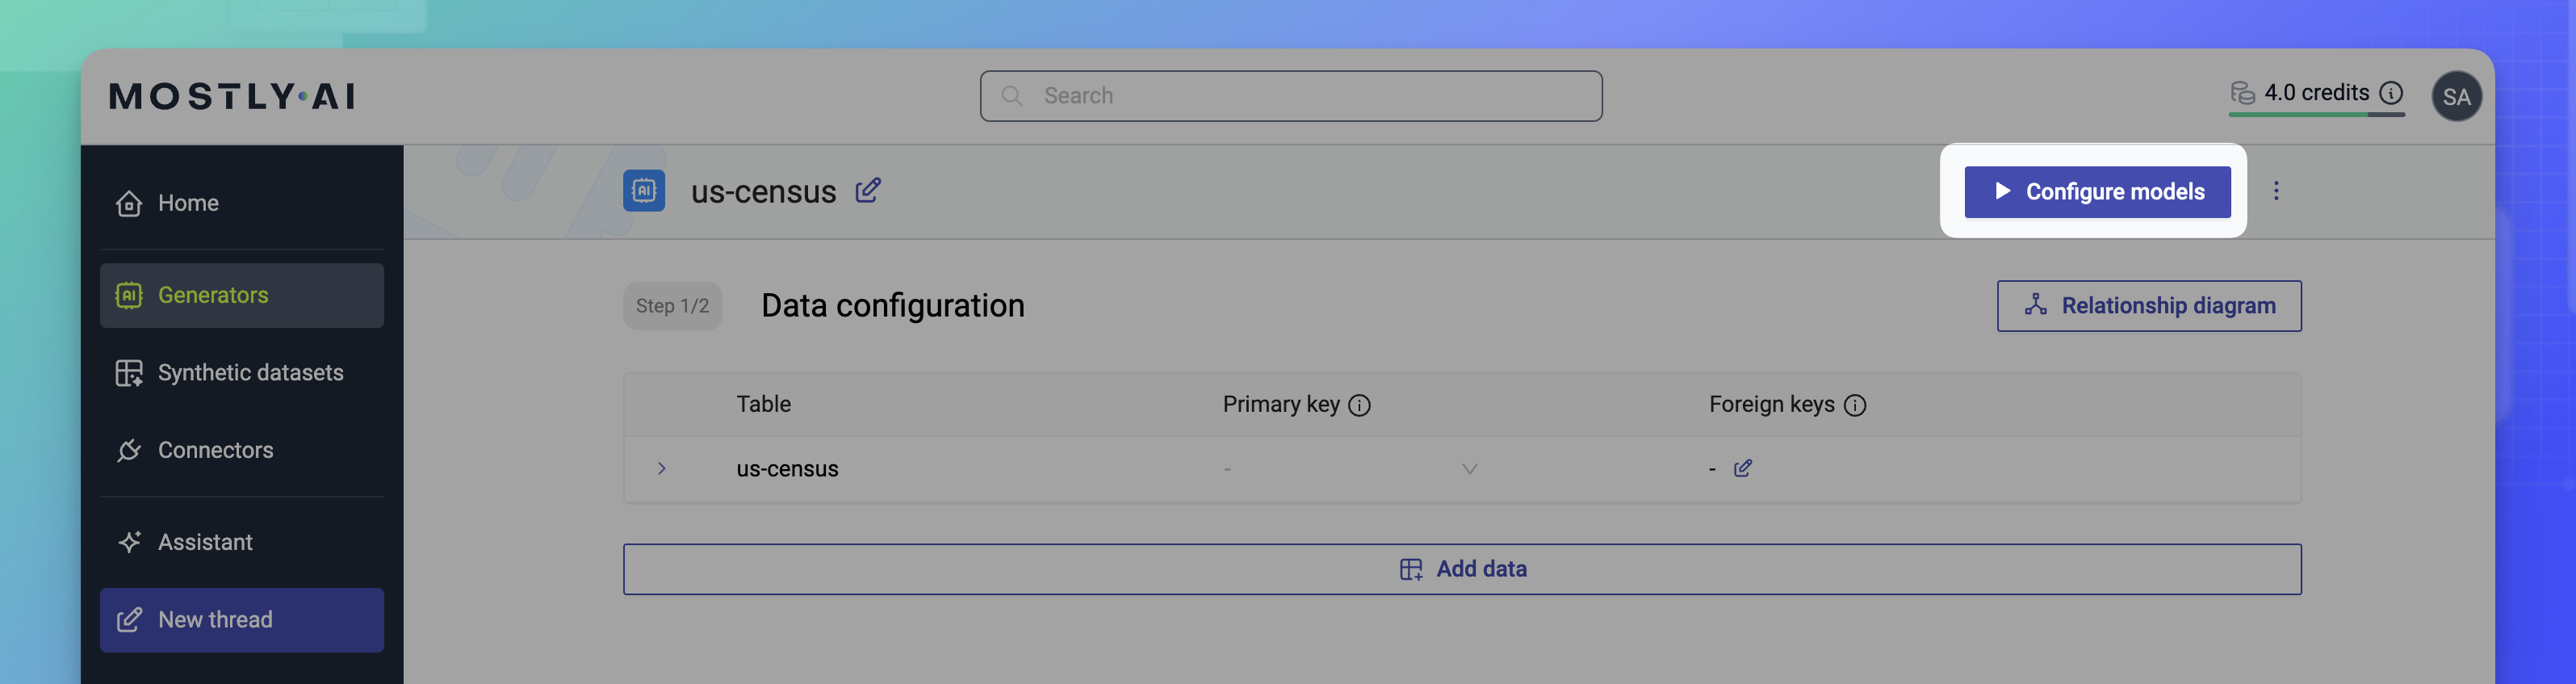 MOSTLY·AI
Search
4.0 credits
SA
Home
Generators
Synthetic datasets
Connectors
Assistant
New thread
us-census
Configure models
Step 1/2
Data configuration
Relationship diagram
Table Primary key Foreign keys
us-census - -
Add data